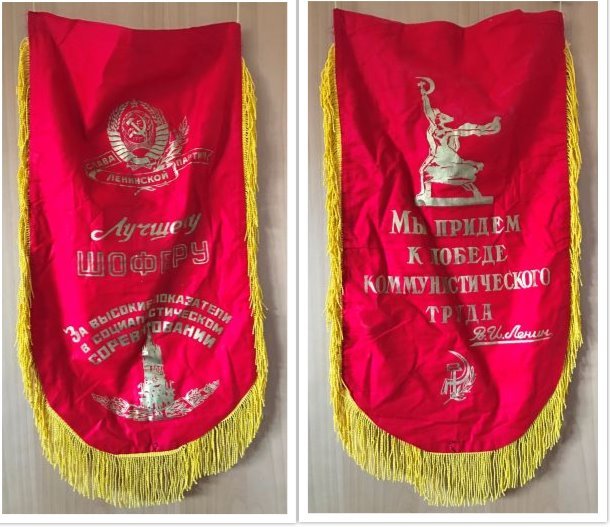 СЛАВА ЛЕНИНСКОЙ ПАРТИИ
Лучшему
ШОФЕРУ
За ВЫСОКИЕ ПОКАЗАТЕЛИ
В СОЦИАЛИСТИЧЕСКОМ
СОРЕВНОВАНИИ
МЫ ПРИДЕМ
К ПОБЕДЕ
КОММУНИСТИЧЕСКОГО
ТРУДА
В. И. Ленин